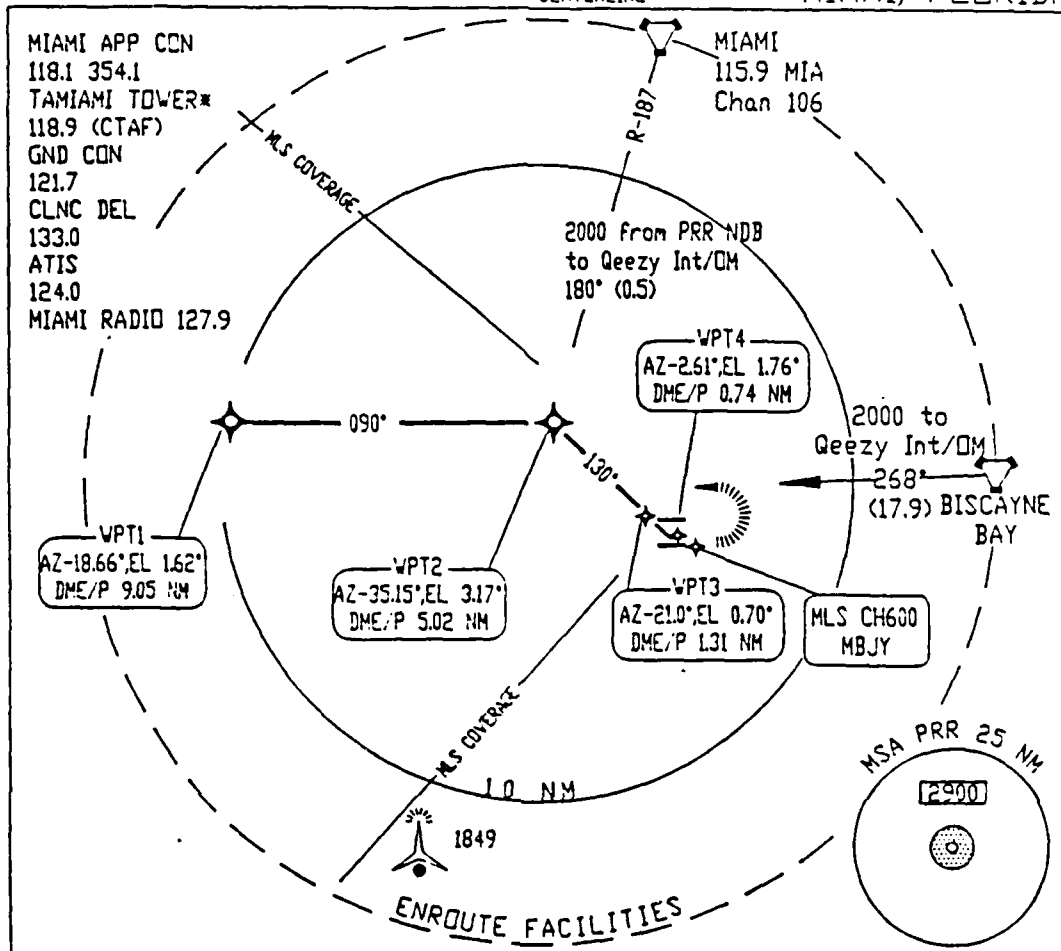 MIAMI APP CON
118.1 354.1
TAMIAMI TOWER*
118.9 (CTAF)
GND CON
121.7
CLNC DEL
133.0
ATIS
124.0
MIAMI RADIO 127.9
MIAMI
115.9 MIA
Chan 106
R-187
MLS COVERAGE
2000 from PRR NDB
to Qeezy Int/OM
180° (0.5)
WPT4
AZ-2.61°,EL 1.76°
DME/P 0.74 NM
090°
130°
2000 to
Qeezy Int/OM
268°
(17.9)
BISCAYNE
BAY
WPT1
AZ-18.66°,EL 1.62°
DME/P 9.05 NM
WPT2
AZ-35.15°,EL 3.17°
DME/P 5.02 NM
WPT3
AZ-21.0°,EL 0.70°
DME/P 1.31 NM
MLS CH600
MBJY
MLS COVERAGE
10 NM
1849
ENROUTE FACILITIES
MSA PRR 25 NM
2900